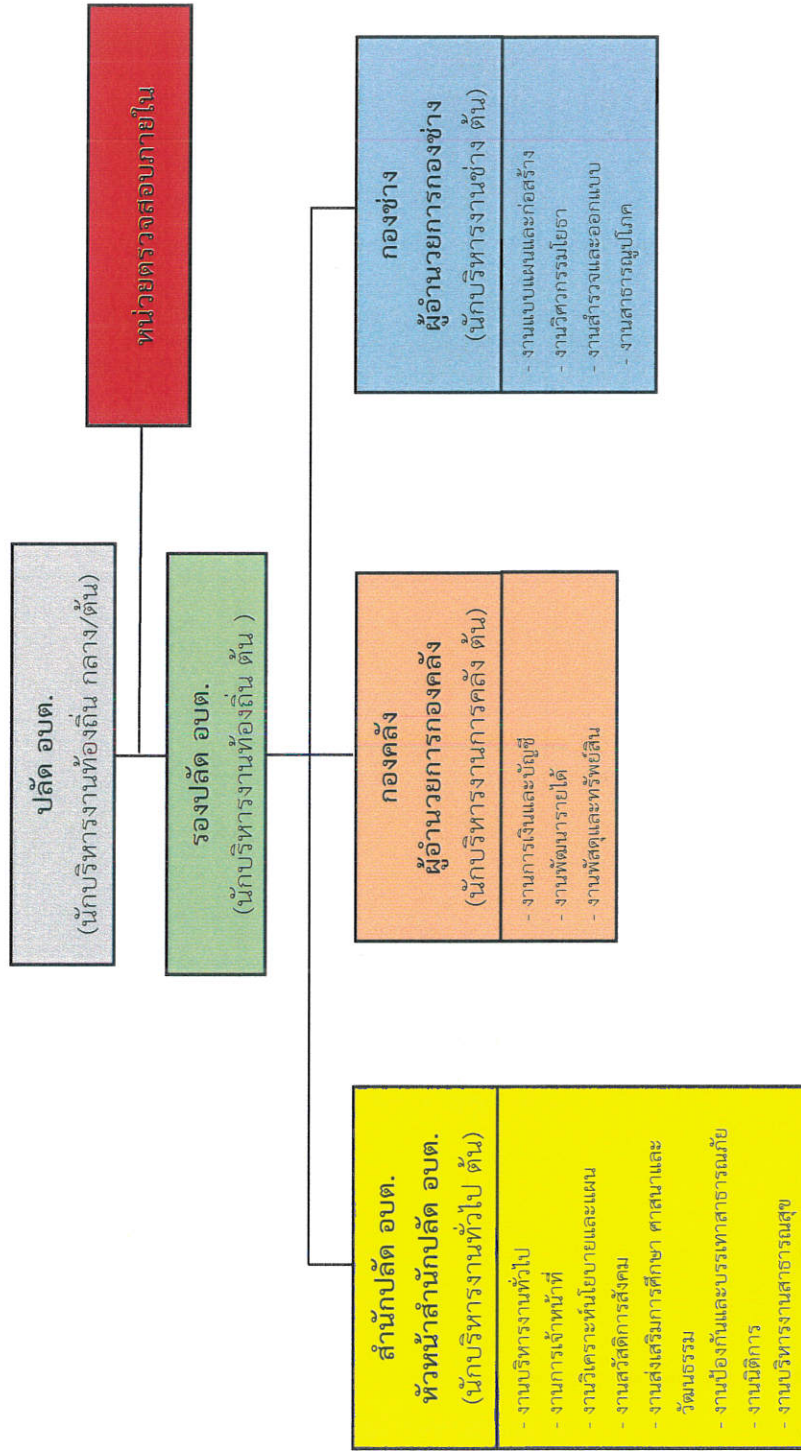 ปลัด อบต.
(นักบริหารงานท้องถิ่น กลาง/ต้น)
หน่วยตรวจสอบภายใน
รองปลัด อบต.
(นักบริหารงานท้องถิ่น ต้น )
สำนักปลัด อบต.
หัวหน้าสำนักปลัด อบต.
(นักบริหารงานทั่วไป ต้น)
- งานบริหารงานทั่วไป
- งานการเจ้าหน้าที่
- งานวิเคราะห์นโยบายและแผน
- งานสวัสดิการสังคม
- งานส่งเสริมการศึกษา ศาสนาและ
วัฒนธรรม
- งานป้องกันและบรรเทาสาธารณภัย
- งานนิติการ
- งานบริหารงานสาธารณสุข
กองคลัง
ผู้อำนวยการกองคลัง
(นักบริหารงานการคลัง ต้น)
- งานการเงินและบัญชี
- งานพัฒนารายได้
- งานพัสดุและทรัพย์สิน
กองช่าง
ผู้อำนวยการกองช่าง
(นักบริหารงานช่าง ต้น)
- งานแบบแผนและก่อสร้าง
- งานวิศวกรรมโยธา
- งานสำรวจและออกแบบ
- งานสาธารณูปโภค